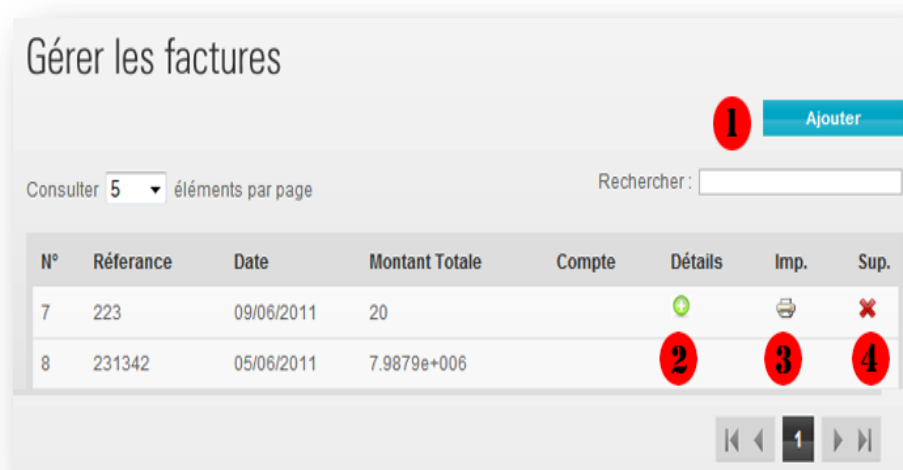 Gérer les factures
1 Ajouter
Consulter 5 éléments par page Rechercher :
N° Réferance Date Montant Totale Compte Détails Imp. Sup.
7 223 09/06/2011 20
8 231342 05/06/2011 7.9879e+006 2 3 4
1